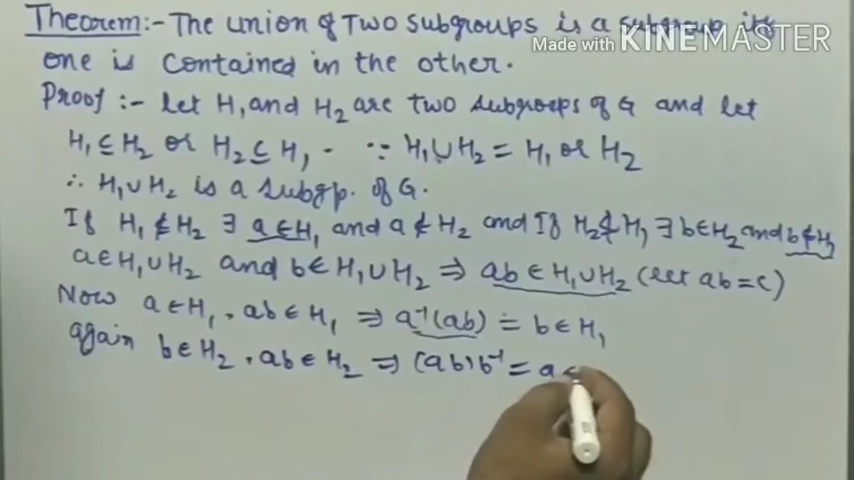 Theorem:- The union of Two subgroups is a subgroup iff
Made with KINEMASTER
one is contained in the other.
Proof :- let H₁ and H₂ are two subgroups of G and let
H₁ ⊆ H₂ or H₂ ⊆ H₁ - ∵ H₁∪H₂ = H₁ or H₂
∴ H₁∪H₂ is a subgp. of G.
If H₁ ⊄ H₂ ∃ a∈H₁ and a∉H₂ and If H₂⊄H₁ ∃ b∈H₂ and b∉H₁
a∈H₁∪H₂ and b∈H₁∪H₂ ⇒ ab∈H₁∪H₂ (let ab=c)
Now a∈H₁, ab∈H₁ ⇒ a⁻¹(ab) = b∈H₁
again b∈H₂, ab∈H₂ ⇒ (ab)b⁻¹ = a